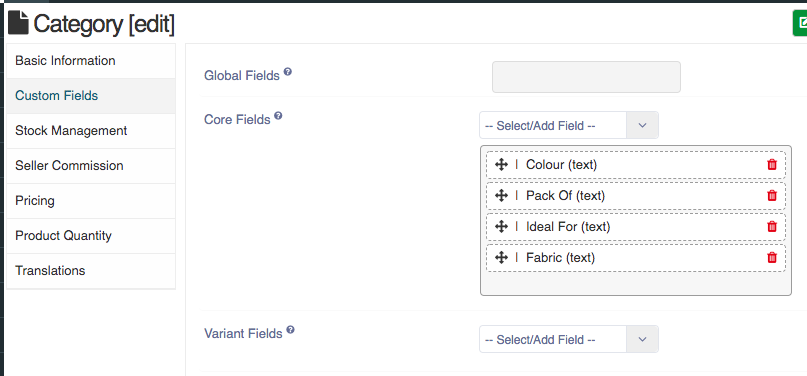 Category [edit]
Basic Information
Custom Fields
Stock Management
Seller Commission
Pricing
Product Quantity
Translations
Global Fields ?
Core Fields ?
-- Select/Add Field --
| Colour (text)
| Pack Of (text)
| Ideal For (text)
| Fabric (text)
Variant Fields ?
-- Select/Add Field --